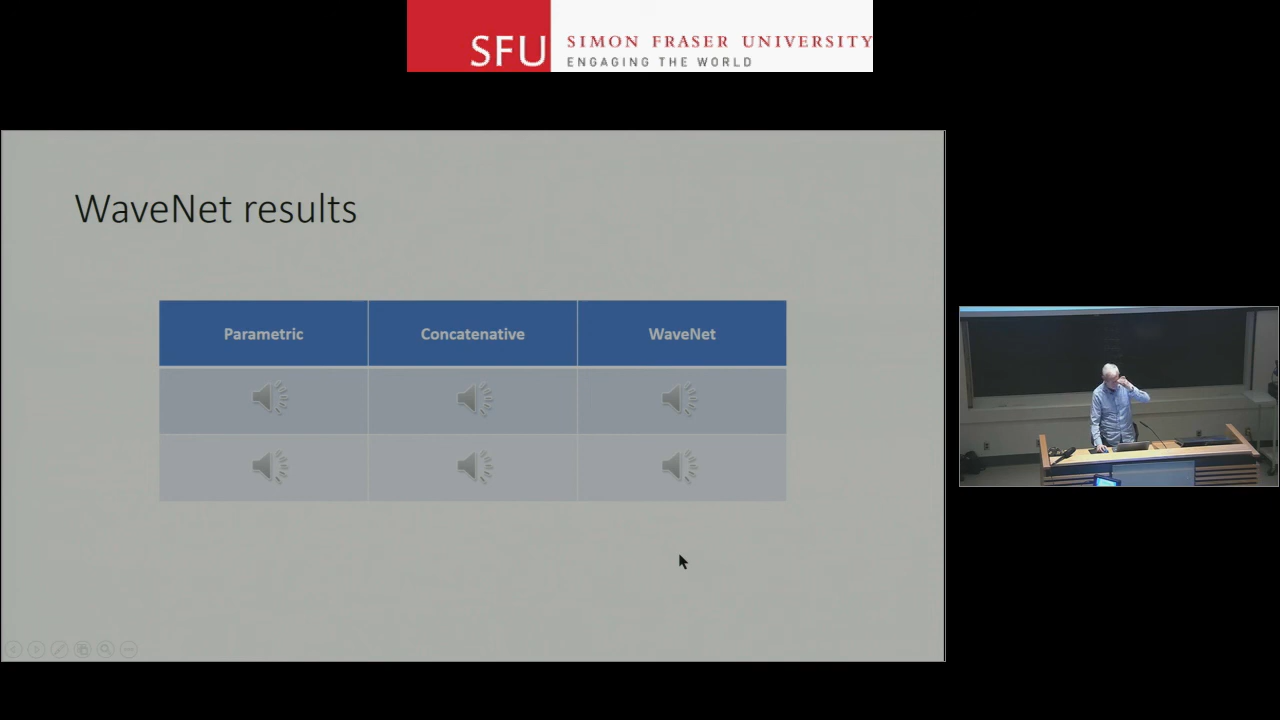 SFU SIMON FRASER UNIVERSITY
ENGAGING THE WORLD
WaveNet results
Parametric Concatenative WaveNet